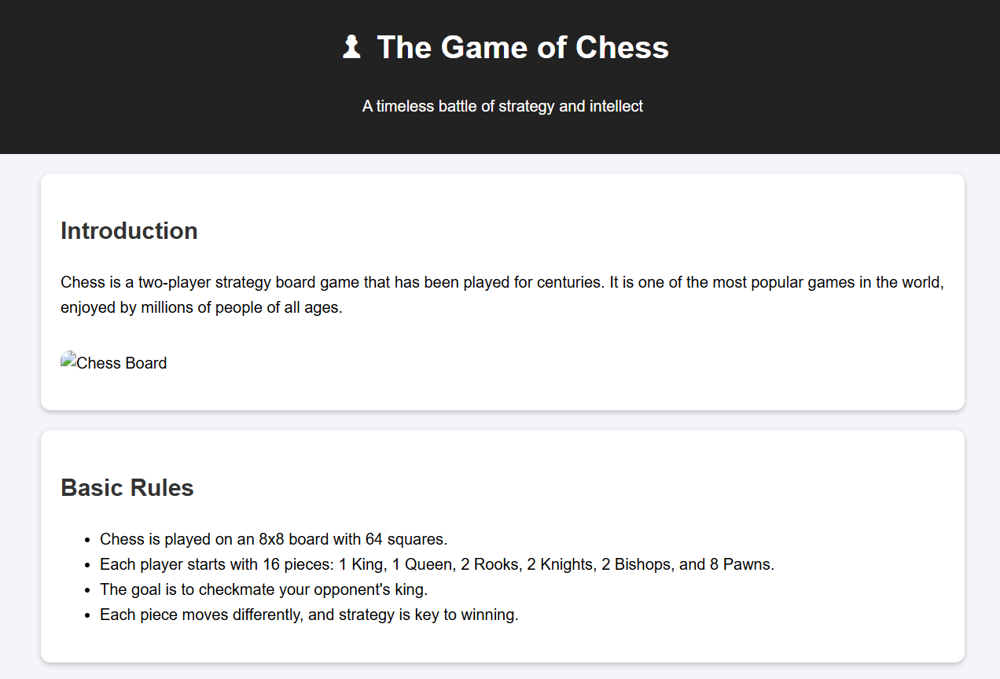 ♟ The Game of Chess
A timeless battle of strategy and intellect
Introduction
Chess is a two-player strategy board game that has been played for centuries. It is one of the most popular games in the world,
enjoyed by millions of people of all ages.
Chess Board
Basic Rules
• Chess is played on an 8x8 board with 64 squares.
• Each player starts with 16 pieces: 1 King, 1 Queen, 2 Rooks, 2 Knights, 2 Bishops, and 8 Pawns.
• The goal is to checkmate your opponent's king.
• Each piece moves differently, and strategy is key to winning.